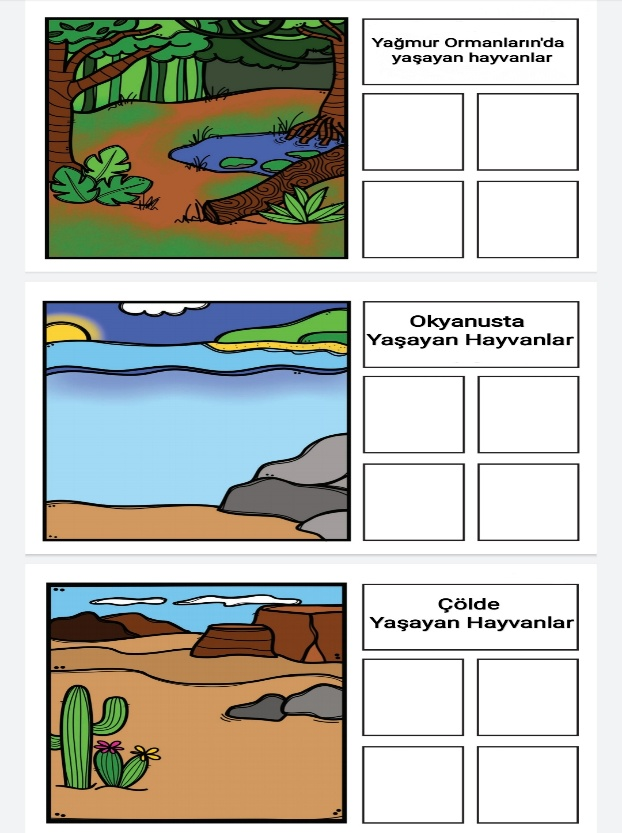 Yağmur Ormanların'da
yaşayan hayvanlar
Okyanusta
Yaşayan Hayvanlar
Çölde
Yaşayan Hayvanlar